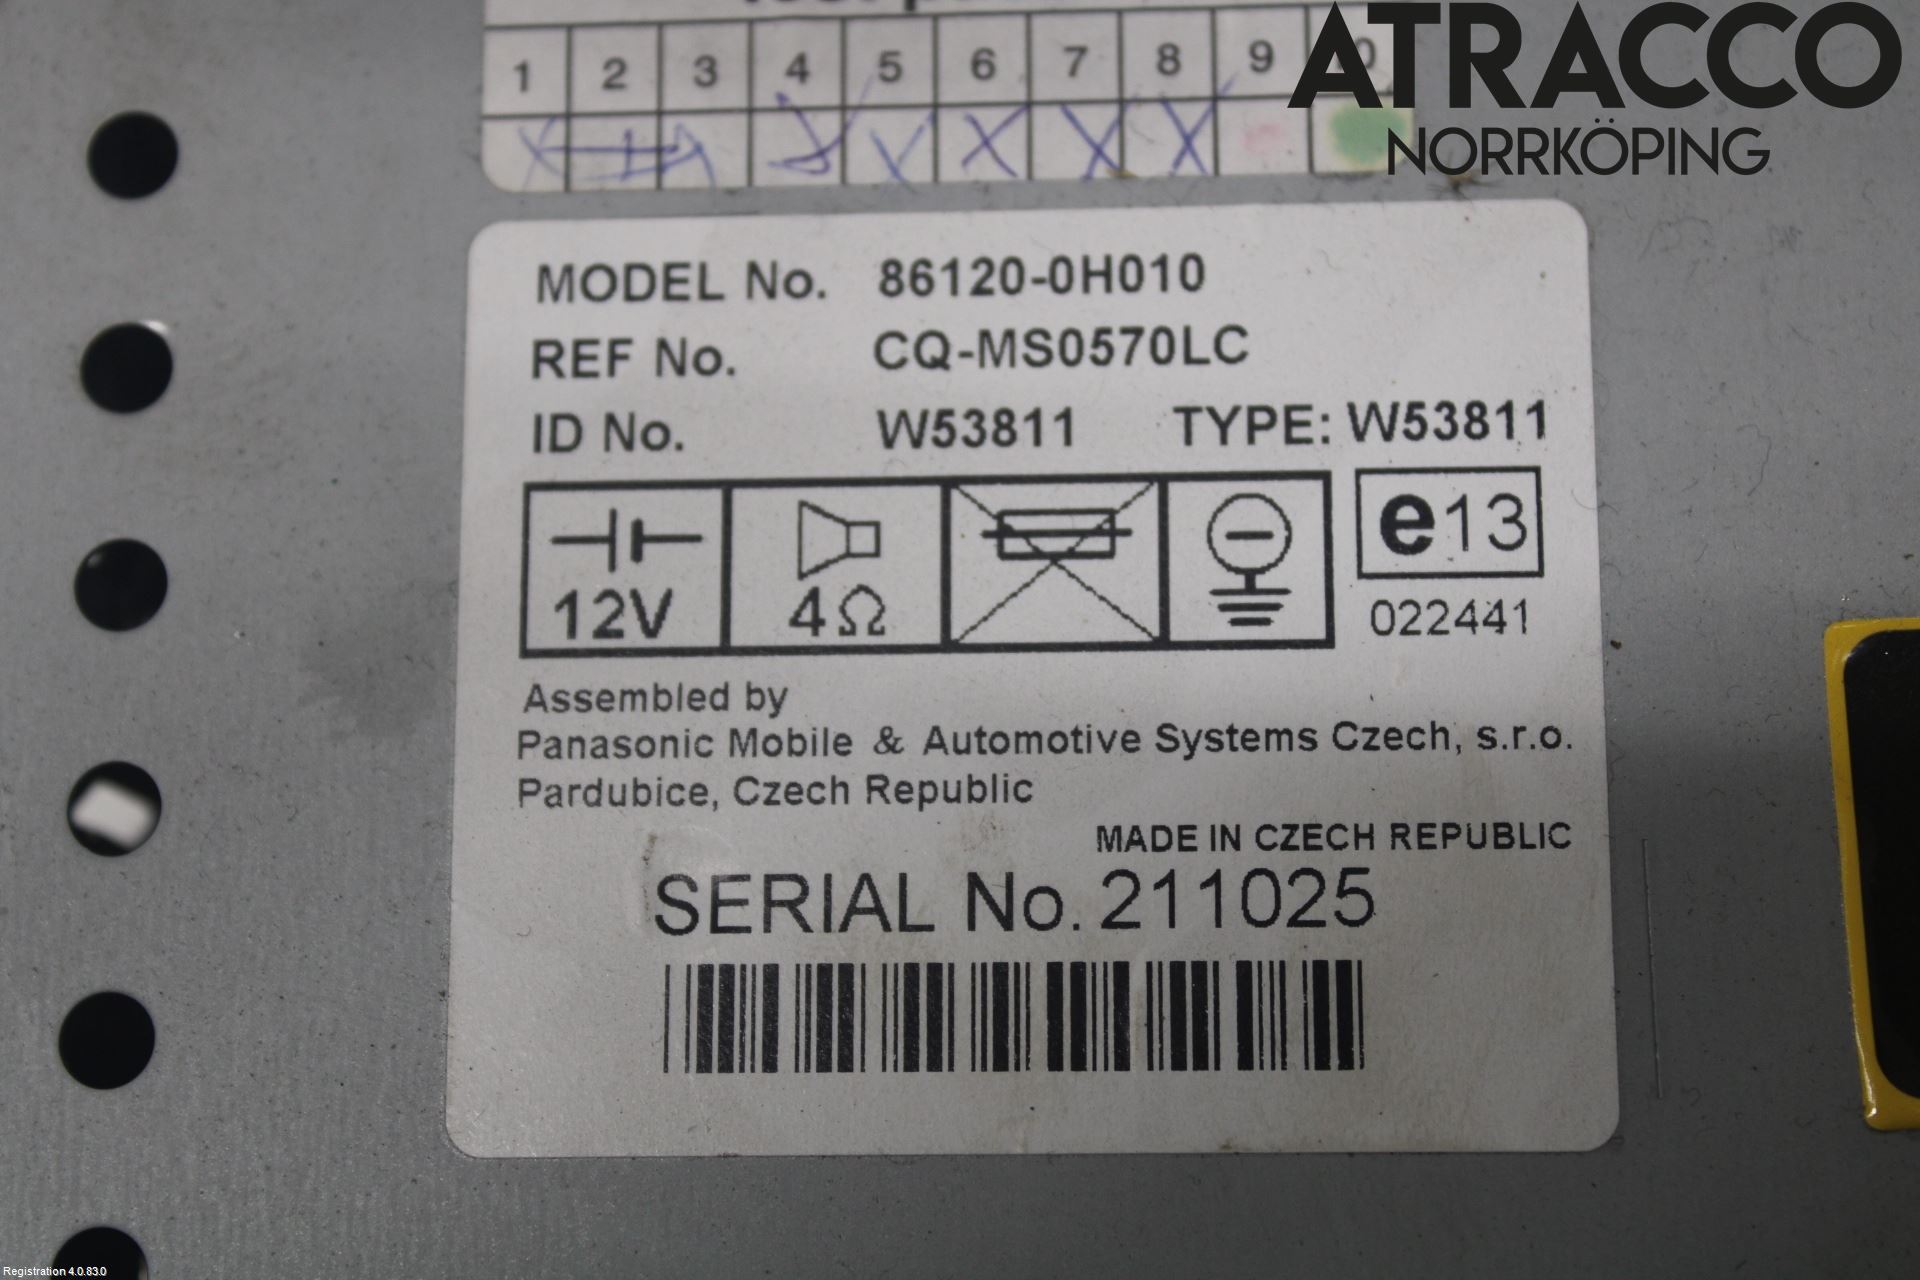 ATRACCO
NORRKÖPING
1 2 3 4 5 6 7 8 9 10
MODEL No. 86120-0H010
REF No. CQ-MS0570LC
ID No. W53811 TYPE: W53811
12V 4Ω e13
022441
Assembled by
Panasonic Mobile & Automotive Systems Czech, s.r.o.
Pardubice, Czech Republic
MADE IN CZECH REPUBLIC
SERIAL No. 211025
Registration 4.0.83.0